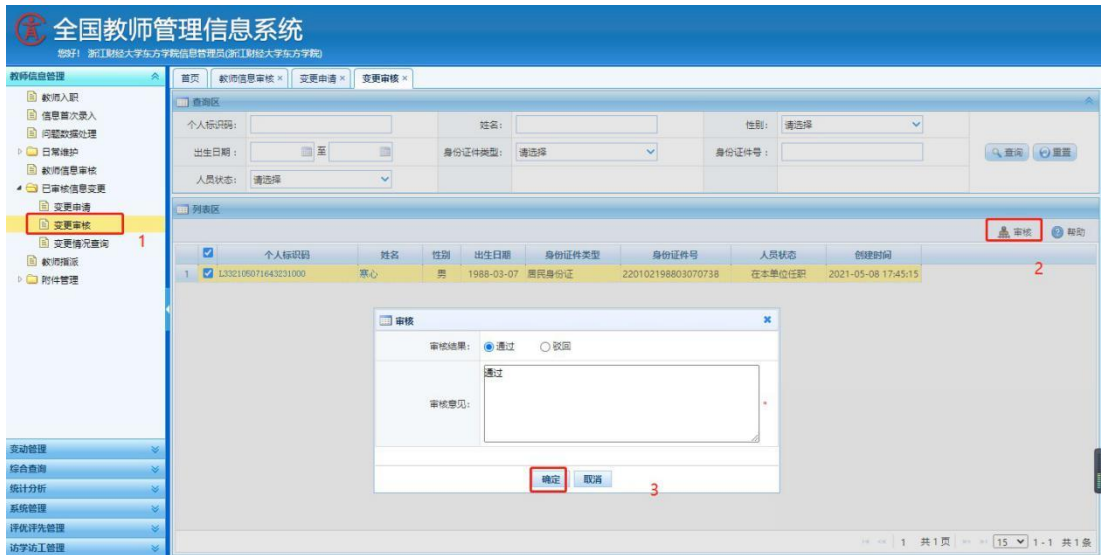 全国教师管理信息系统
您好! 浙江财经大学东方学院信息管理员(浙江财经大学东方学院)
教师信息管理
首页 教师信息审核 × 变更申请 × 变更审核 ×
教师入职
信息首次录入
问题数据处理
日常维护
教师信息审核
已审核信息变更
变更申请
变更审核
1
变更情况查询
教师指派
附件管理
查询区
个人标识码: 姓名: 性别: 请选择
出生日期: 至 身份证件类型: 请选择 身份证件号: 查询 重置
人员状态: 请选择
列表区
审核 帮助
2
个人标识码 姓名 性别 出生日期 身份证件类型 身份证件号 人员状态 创建时间
1 L332105071643231000 寒心 男 1988-03-07 居民身份证 220102198803070738 在本单位任职 2021-05-08 17:45:15
审核
审核结果: 通过 驳回
通过
审核意见: *
确定 取消
3
变动管理
综合查询
统计分析
系统管理
评优评先管理
访学访工管理
1 共1页 15 1-1 共1条